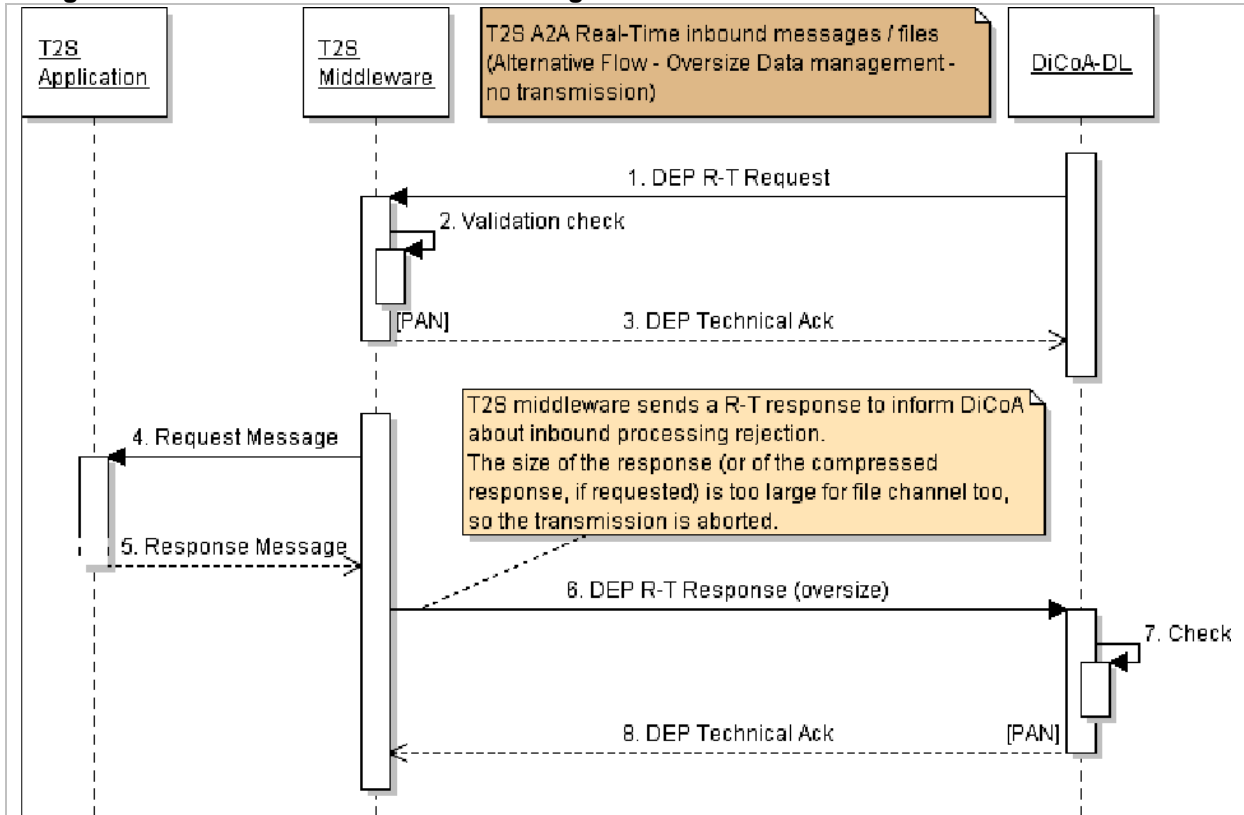 T2S
Application
T2S
Middleware
T2S A2A Real-Time inbound messages / files
(Alternative Flow - Oversize Data management -
no transmission)
DiCoA-DL
1. DEP R-T Request
2. Validation check
[PAN]
3. DEP Technical Ack
T2S middleware sends a R-T response to inform DiCoA
about inbound processing rejection.
The size of the response (or of the compressed
response, if requested) is too large for file channel too,
so the transmission is aborted.
4. Request Message
5. Response Message
6. DEP R-T Response (oversize)
7. Check
8. DEP Technical Ack
[PAN]